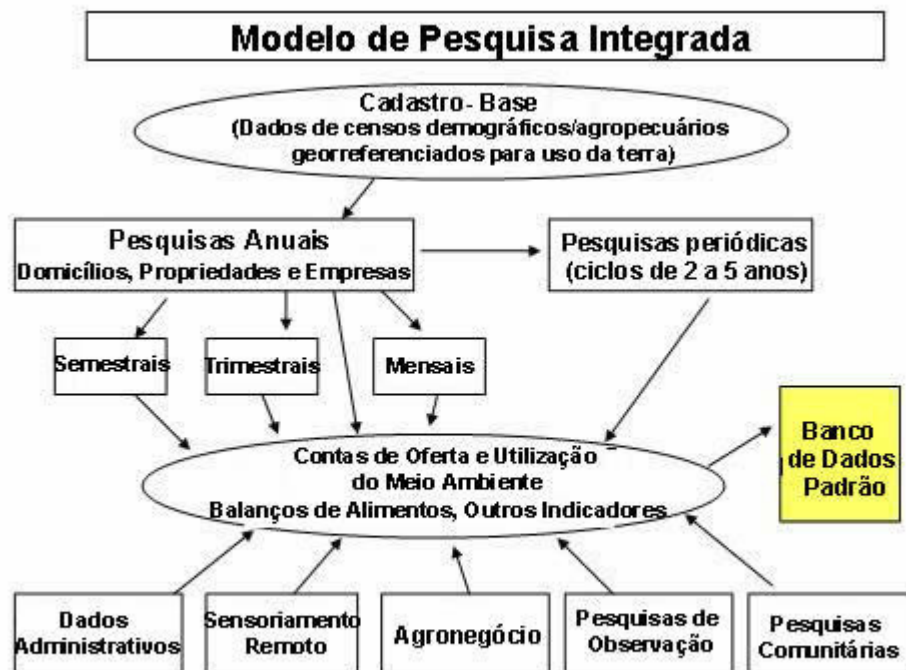 Modelo de Pesquisa Integrada
Cadastro- Base
(Dados de censos demográficos/agropecuários
georreferenciados para uso da terra)
Pesquisas Anuais
Domicílios, Propriedades e Empresas
Pesquisas periódicas
(ciclos de 2 a 5 anos)
Semestrais
Trimestrais
Mensais
Contas de Oferta e Utilização
do Meio Ambiente
Balanços de Alimentos, Outros Indicadores
Banco
de Dados
Padrão
Dados
Administrativos
Sensoriamento
Remoto
Agronegócio
Pesquisas de
Observação
Pesquisas
Comunitárias